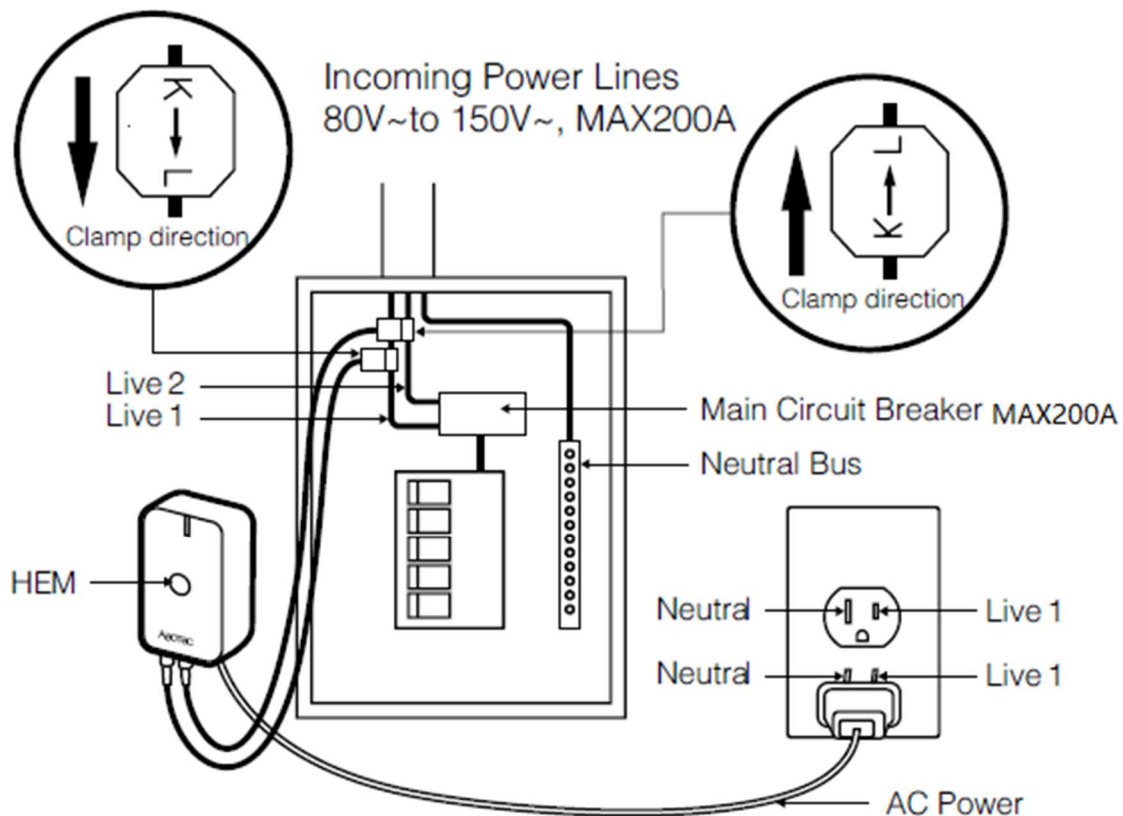 K → L
Clamp direction
Incoming Power Lines
80V~to 150V~, MAX200A
K → L
Clamp direction
Live 2
Live 1
Main Circuit Breaker MAX200A
Neutral Bus
HEM
AEOTEC
Neutral
Live 1
Neutral
Live 1
AC Power